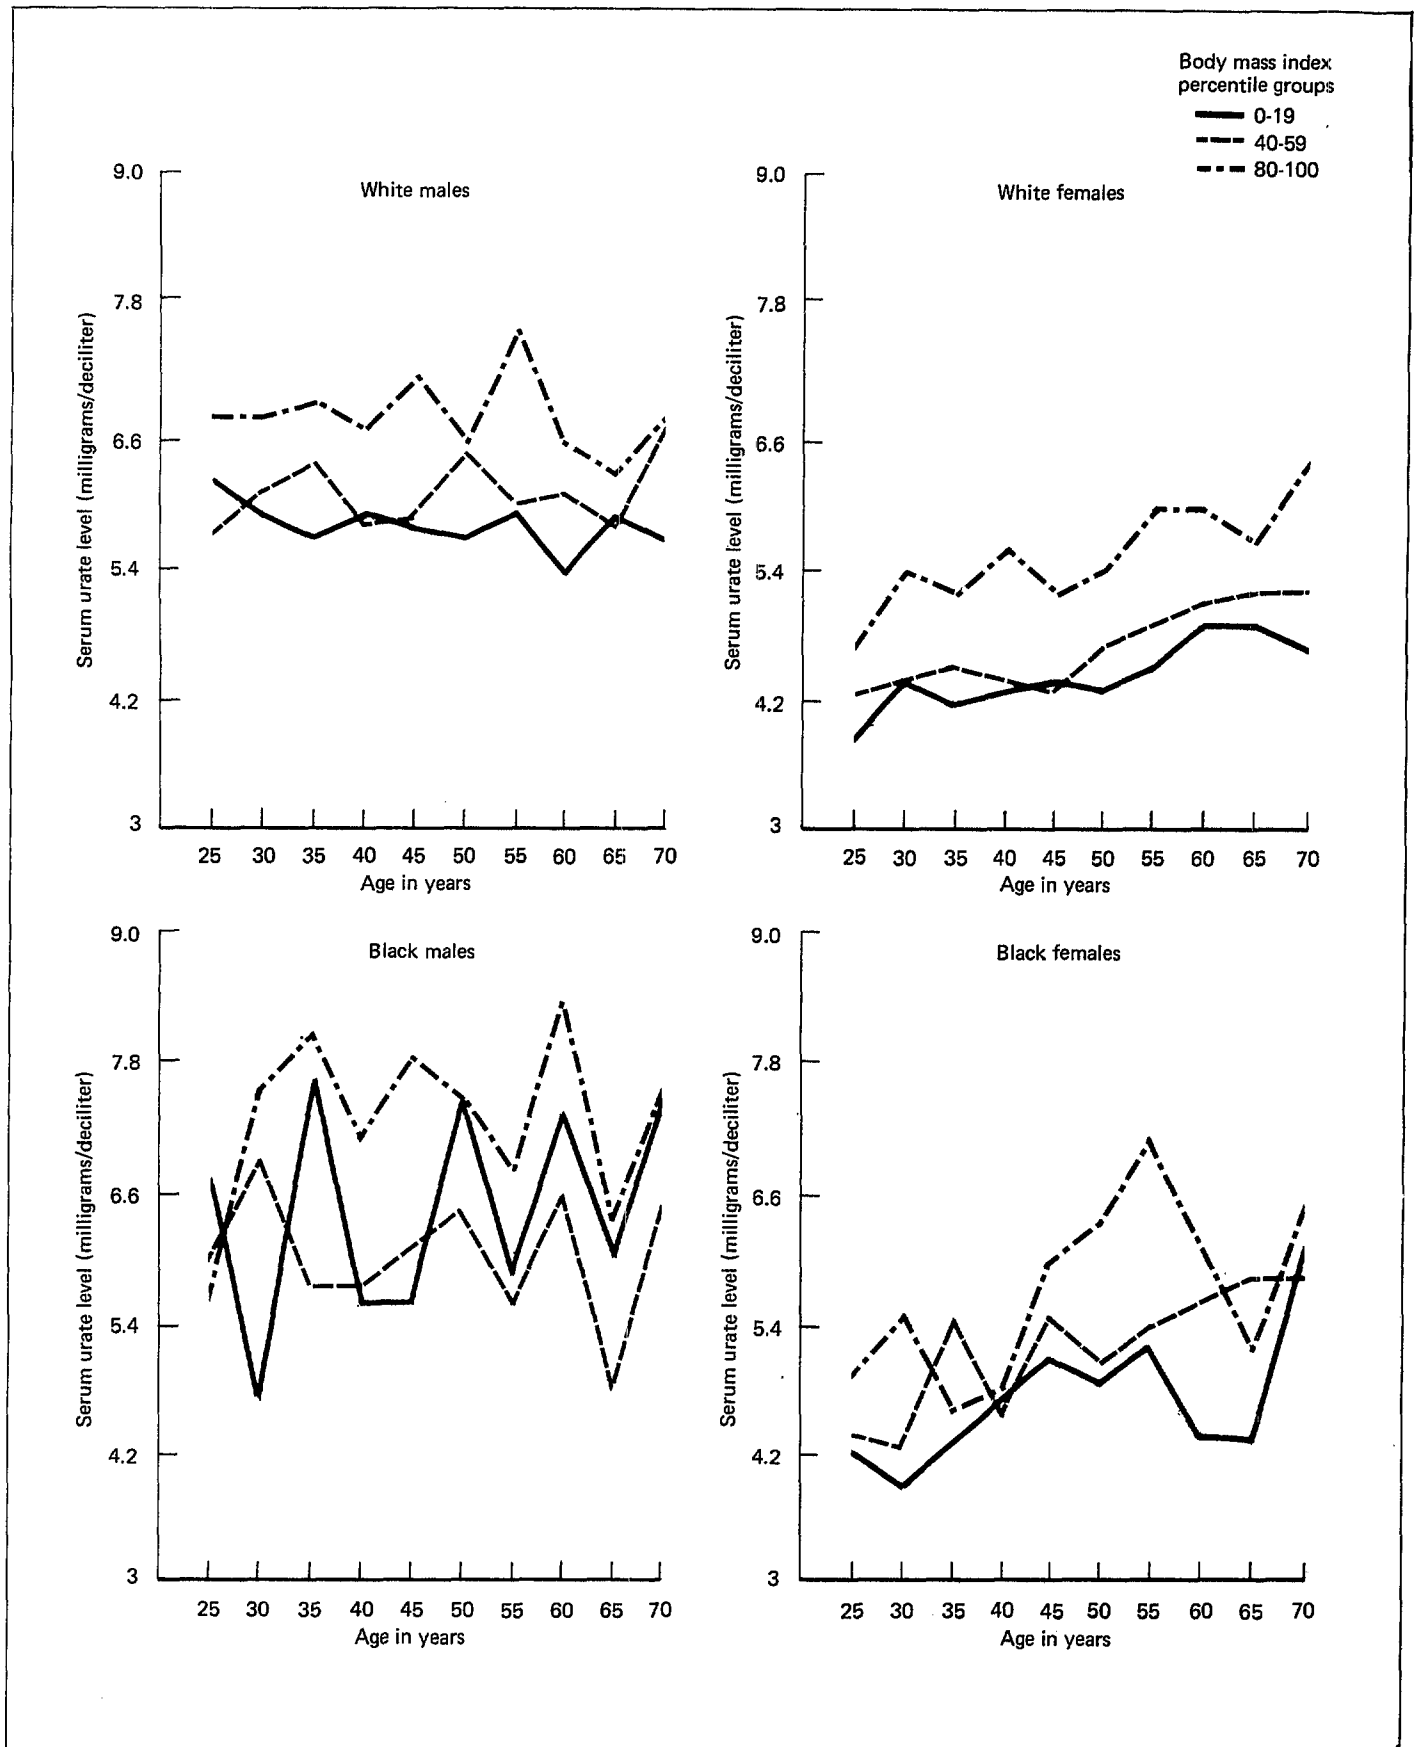 Body mass index
percentile groups
0-19
40-59
80-100
White males
Serum urate level (milligrams/deciliter)
9.0
7.8
6.6
5.4
4.2
3
25 30 35 40 45 50 55 60 65 70
Age in years
White females
Serum urate level (milligrams/deciliter)
9.0
7.8
6.6
5.4
4.2
3
25 30 35 40 45 50 55 60 65 70
Age in years
Black males
Serum urate level (milligrams/deciliter)
9.0
7.8
6.6
5.4
4.2
3
25 30 35 40 45 50 55 60 65 70
Age in years
Black females
Serum urate level (milligrams/deciliter)
9.0
7.8
6.6
5.4
4.2
3
25 30 35 40 45 50 55 60 65 70
Age in years